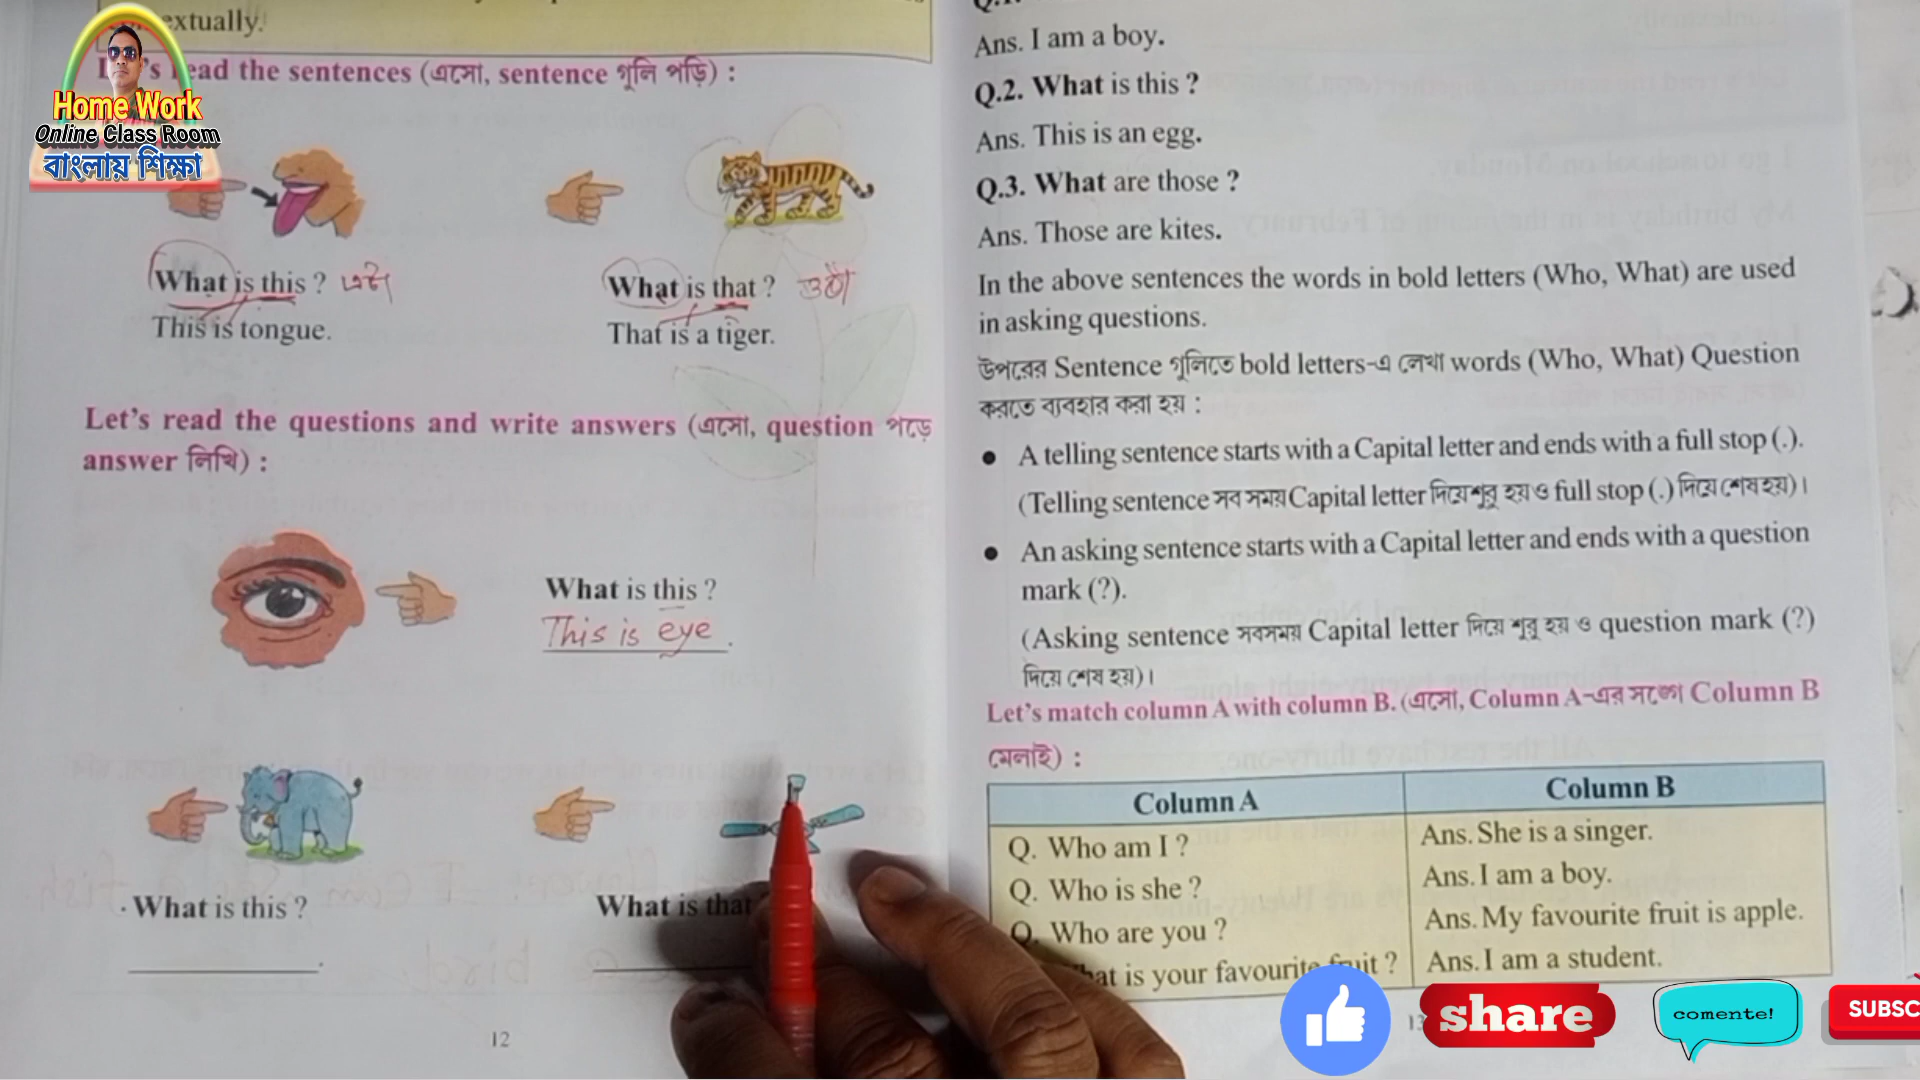 extually.
Home Work
Online Class Room
বাংলায় শিক্ষা
read the sentences (এসো, sentence গুলি পড়ি) :
What is this ? এটা
This is tongue.
What is that ? ওটা
That is a tiger.
Let's read the questions and write answers (এসো, question পড়ে
answer লিখি) :
What is this ?
This is eye.
What is this ?
What is that
12
Ans. I am a boy.
Q.2. What is this ?
Ans. This is an egg.
Q.3. What are those ?
Ans. Those are kites.
In the above sentences the words in bold letters (Who, What) are used
in asking questions.
উপরের Sentence গুলিতে bold letters-এ লেখা words (Who, What) Question
করতে ব্যবহার করা হয় :
● A telling sentence starts with a Capital letter and ends with a full stop (.).
(Telling sentence সব সময় Capital letter দিয়ে শুরু হয় ও full stop (.) দিয়ে শেষ হয়)।
● An asking sentence starts with a Capital letter and ends with a question
mark (?).
(Asking sentence সবসময় Capital letter দিয়ে শুরু হয় ও question mark (?)
দিয়ে শেষ হয়)।
Let's match column A with column B. (এসো, Column A-এর সঙ্গে Column B
মেলাই) :
Column A
Column B
Q. Who am I ?
Ans. She is a singer.
Q. Who is she ?
Ans. I am a boy.
Q. Who are you ?
Ans. My favourite fruit is apple.
is your favourite fruit ?
Ans. I am a student.
share
comente!